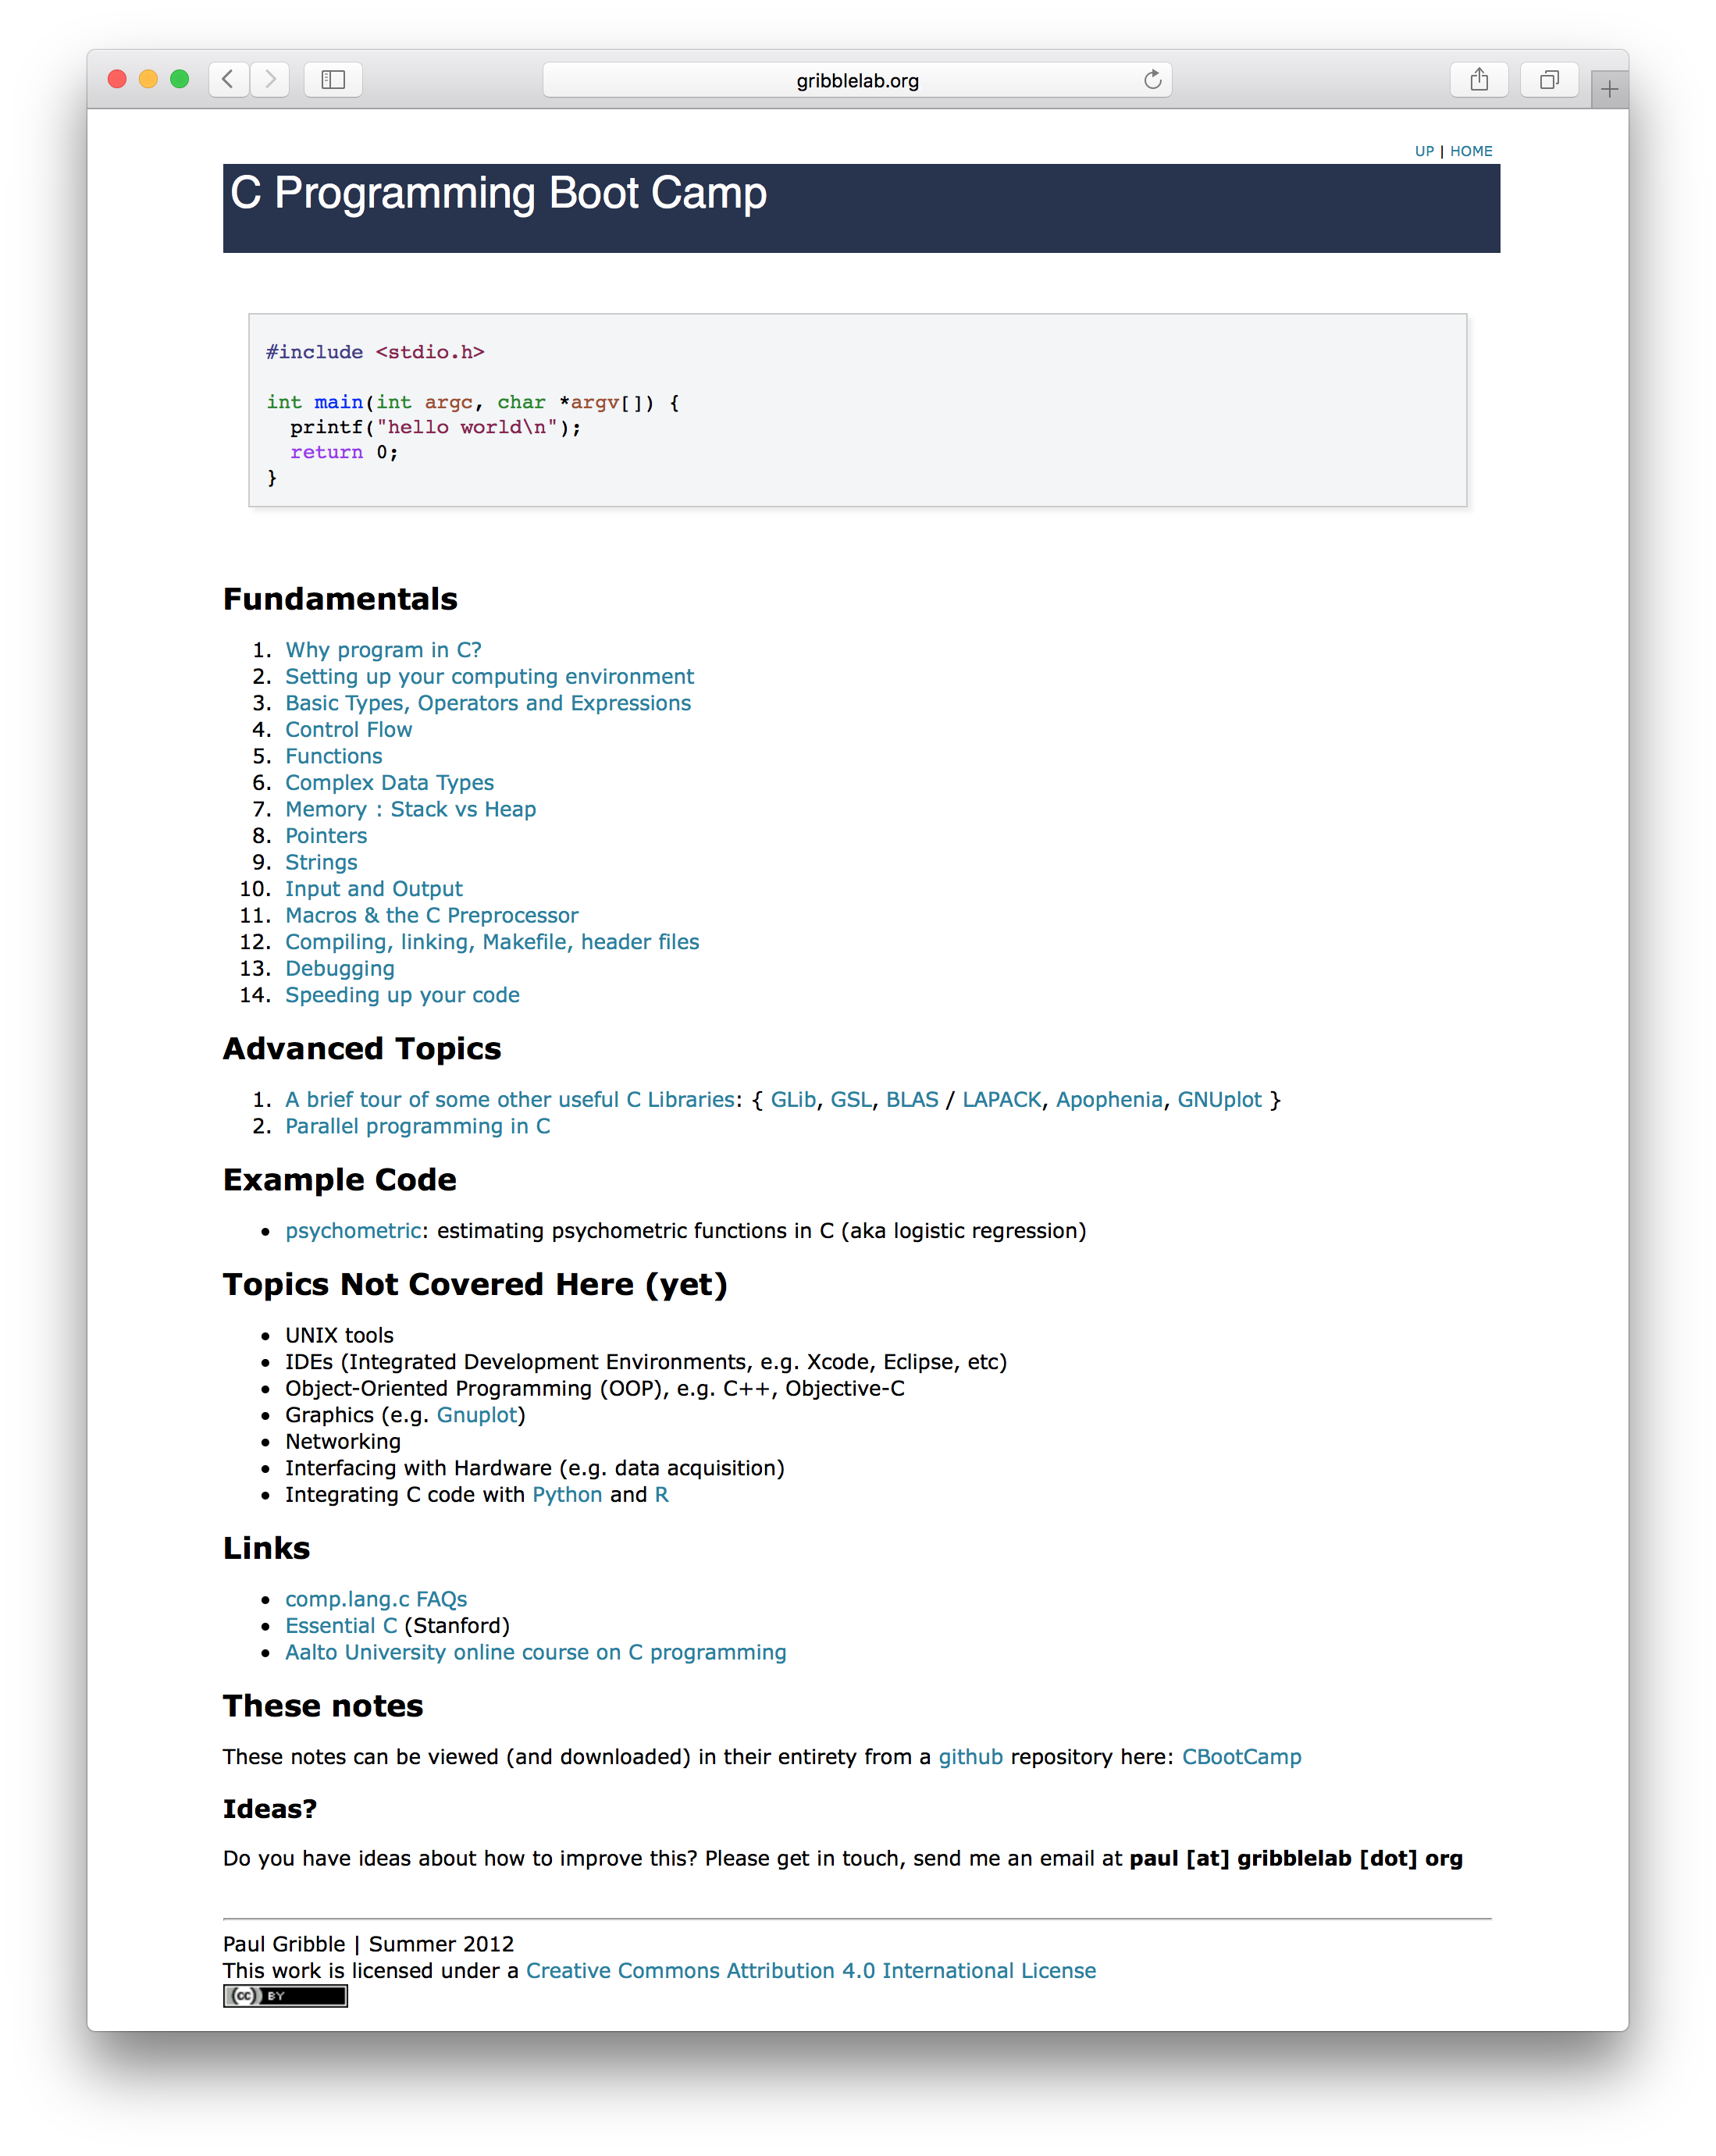 gribblelab.org
UP | HOME
C Programming Boot Camp
#include <stdio.h>
int main(int argc, char *argv[]) {
  printf("hello world\n");
  return 0;
}
Fundamentals
1. Why program in C?
2. Setting up your computing environment
3. Basic Types, Operators and Expressions
4. Control Flow
5. Functions
6. Complex Data Types
7. Memory : Stack vs Heap
8. Pointers
9. Strings
10. Input and Output
11. Macros & the C Preprocessor
12. Compiling, linking, Makefile, header files
13. Debugging
14. Speeding up your code
Advanced Topics
1. A brief tour of some other useful C Libraries: { GLib, GSL, BLAS / LAPACK, Apophenia, GNUplot }
2. Parallel programming in C
Example Code
• psychometric: estimating psychometric functions in C (aka logistic regression)
Topics Not Covered Here (yet)
• UNIX tools
• IDEs (Integrated Development Environments, e.g. Xcode, Eclipse, etc)
• Object-Oriented Programming (OOP), e.g. C++, Objective-C
• Graphics (e.g. Gnuplot)
• Networking
• Interfacing with Hardware (e.g. data acquisition)
• Integrating C code with Python and R
Links
• comp.lang.c FAQs
• Essential C (Stanford)
• Aalto University online course on C programming
These notes
These notes can be viewed (and downloaded) in their entirety from a github repository here: CBootCamp
Ideas?
Do you have ideas about how to improve this? Please get in touch, send me an email at paul [at] gribblelab [dot] org
Paul Gribble | Summer 2012
This work is licensed under a Creative Commons Attribution 4.0 International License
(cc) BY